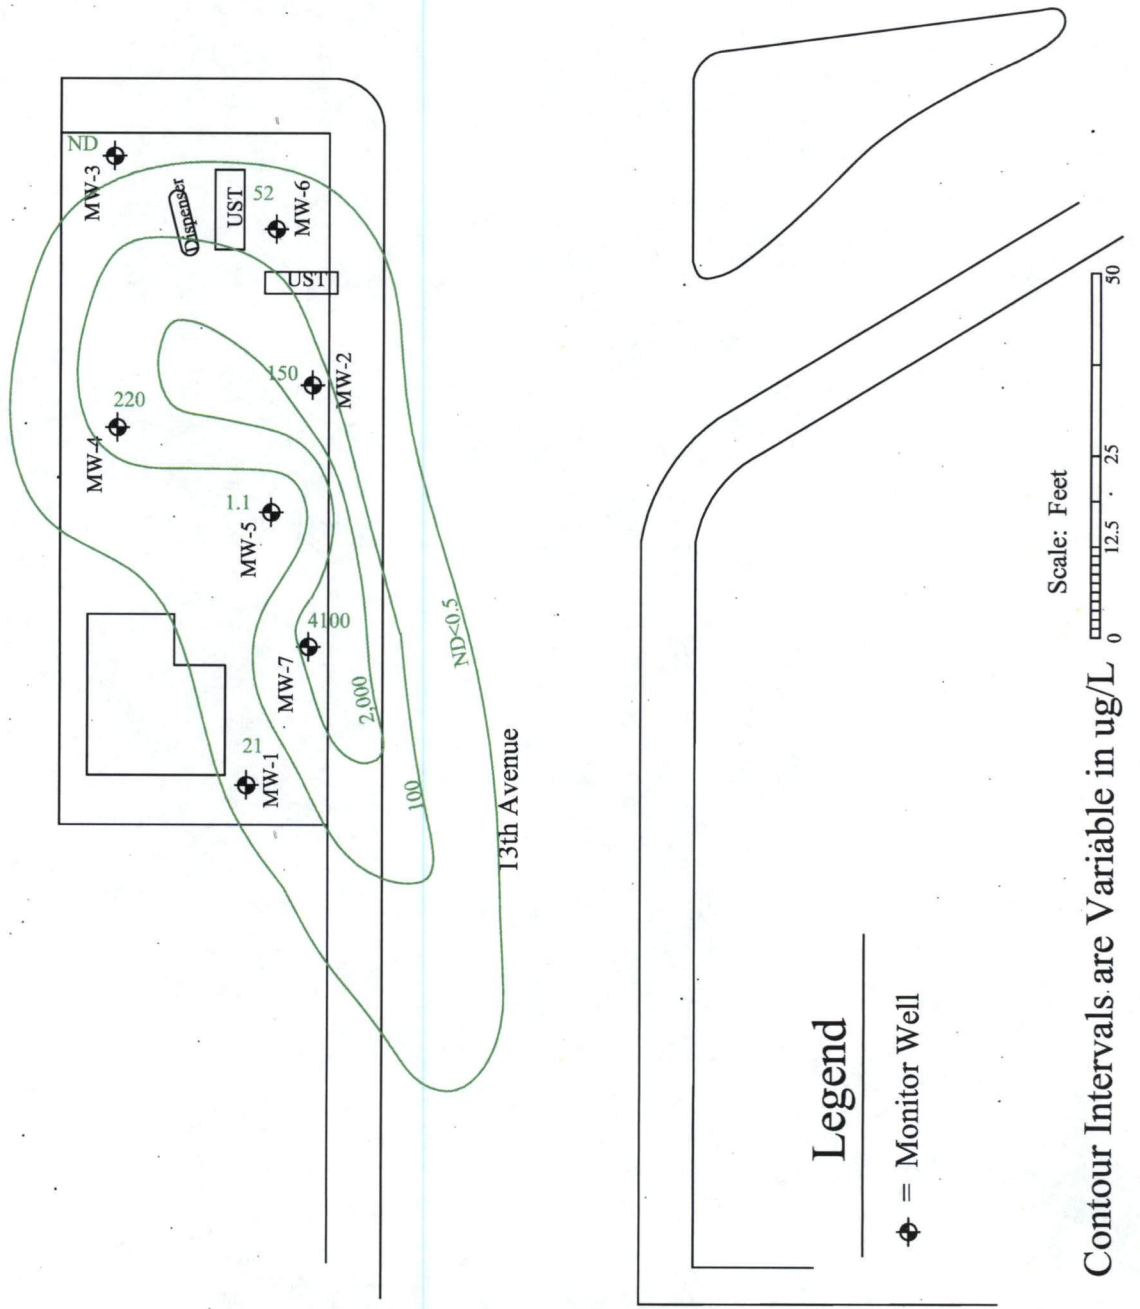 ND
MW-3
Dispenser
UST
52
MW-6
UST
150
MW-2
220
MW-4
1.1
MW-5
4100
MW-7
2,000
21
MW-1
100
ND<0.5
13th Avenue
Legend
= Monitor Well
Scale: Feet
0 12.5 25 50
Contour Intervals are Variable in ug/L